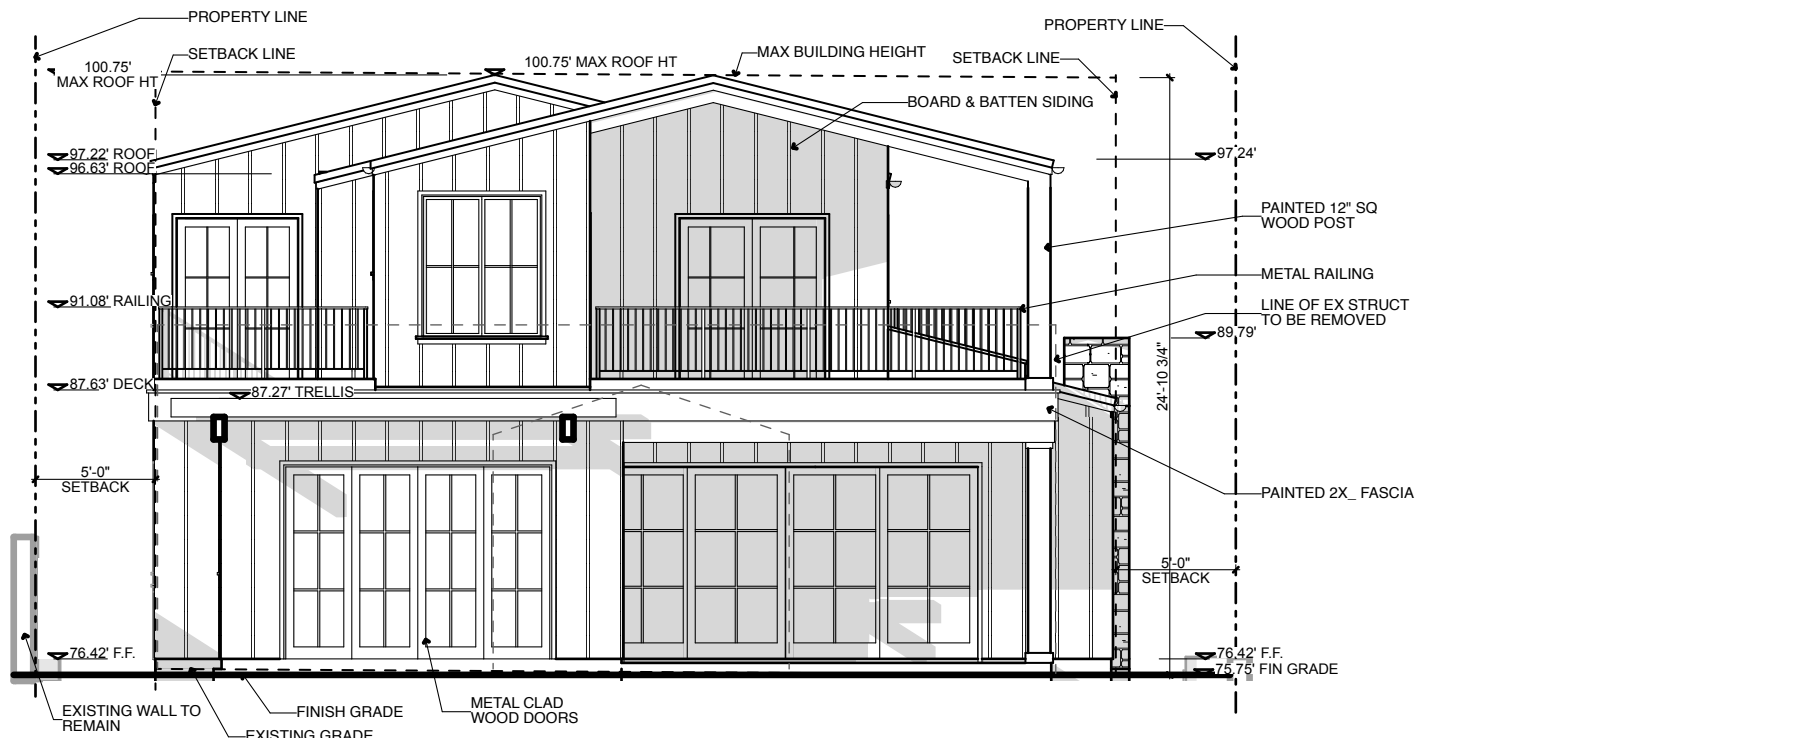 PROPERTY LINE
SETBACK LINE
100.75'
MAX ROOF HT
100.75' MAX ROOF HT
MAX BUILDING HEIGHT
PROPERTY LINE
SETBACK LINE
BOARD & BATTEN SIDING
97.22' ROOF
96.63' ROOF
97.24'
PAINTED 12" SQ
WOOD POST
METAL RAILING
91.08' RAILING
LINE OF EX STRUCT
TO BE REMOVED
89.79'
24'-10 3/4"
87.63' DECK
87.27' TRELLIS
5'-0"
SETBACK
PAINTED 2X_ FASCIA
5'-0"
SETBACK
76.42' F.F.
76.42' F.F.
75.75' FIN GRADE
EXISTING WALL TO
REMAIN
FINISH GRADE
EXISTING GRADE
METAL CLAD
WOOD DOORS